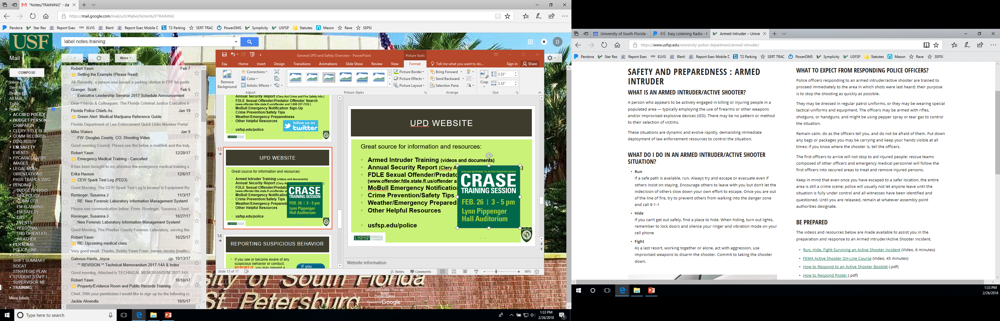 "Notes/TRAINING" - da
https://mail.google.com/mail/u/0/#label/Notes%2FTRAINING
Pandora Star Rez Report Exec ELVIS Blert! Report Exec Mobile D T2 Parking SERT TRAC PowerDMS Symplicity USFSP Statutes Mason Rave SEPSI
USF
label:notes-training
D
Mail
More
COMPOSE
Inbox
Sent Mail
Drafts (1)
All Mail
Trash
Notes
ACCRED POLICY
BUDGET PERSON...
CAMPAIGN
CLERY TITLE IX U...
COMM RECORDS
DSIG RDSTF
EM SAFETY
EVENTS
FPCA/IACLEA/SPI
IMAGES
LEGAL MOUs
ORIENTATIONS
PASS TBAPCA SWG
PENDING
BUDGET PERSO...
CFA POLICY
COMM CTR
EM PLANNING
EM SAFETY
ENS
EVENTS
PERSONAL
TNG ORIENTATI...
WEATHER
PERSONAL
POLICE LINE
PROJECTS
SHIFT SUMMARY
SOCAT
STRATEGIC PLAN
STUDENT STAFF I...
SUPERVISOR ME...
TRAINING
More labels
Robert Yawn Feb 7
Setting the Example (Please Read)
All, Recently, a person was issued a parking citation in FPF for parkin
Granger, Scott Feb 5
Executive Leadership Seminar 2017 Schedule Announcement
Dear Friends & Colleagues: The Florida Criminal Justice Executive In
Florida Police Chiefs As. Jan 19
Green Alert: Medical Marijuana Reference Guide
Florida Department of Law Enforcement Quick Links Member Portal
Mike Waters Jan 9
FW: Douglas County, CO. Shooting Video
Good morning Council, Please see the below e-mail/link and the truly
Robert Yawn 12/20/17
Emergency Medical Training - Cancelled
It has been brought to my attention the emergency medical training s
Erika Hasson 12/6/17
CEW Spark Test Log (PD23)
Good Morning, The CEW Spark Test Log is located in Equipment Ro
Rominger, Susanna J 11/3/17
RE: New Forensic Laboratory Information Management System!
Please see communication below. From: Rominger, Susanna J Sent:
Rominger, Susanna J 10/27/17
New Forensic Laboratory Information Management System!
Good Morning, The Pinellas County Forensic Laboratory, serving the
Robert Yawn 10/25/17
RE: Upcoming medical class
Very good email. Thanks, Bobby Yawn From: James Jacoby [mailto:j
Gainous-Harris, Joyce 10/13/17
** REVISION ** Technical Memorandum 2017-14A & Index
Good morning, Attached is TECHNICAL MEMORANDUM 2017-14A,
Robert Yawn 10/10/17
Property/Evidence Room and Public Records Training
Chief, With your permission I would like to sign up for the following cc
Jackie Ahrendts 10/5/17
General UPD and Safety Overview - PowerPoint
Picture Tools
File Home Insert Design Transitions Animations Slide Show Review View Format Tell me what you want to do... Sign in Share
Remove Background
Corrections
Color
Artistic Effects
Adjust
Picture Styles
Picture Border
Picture Effects
Picture Layout
Bring Forward
Send Backward
Selection Pane
Arrange
Crop
3.33"
3.33"
Size
Annual Security Report (Clery Act Crime and Fire Safety Info.)
FDLE Sexual Offender/Predator Offender Search
(www.offender.fdle.state.fl.us/offender and 1-888-357-7332 )
MoBull Emergency Notification Sign-Up
Crime Prevention/Safety Tips
Weather/Emergency Preparedness
Other Helpful Resources
usfsp.edu/police
follow us on
twitter
USFSP
13
UPD WEBSITE
Great source for information and resources:
Armed Intruder Training (videos and documents)
Annual Security Report (Clery A .)
FDLE Sexual Offender/Predato
(www.offender.fdle.state.fl.us/offender ar
MoBull Emergency Notification
Crime Prevention/Safety Tips
Weather/Emergency Preparedn
Other Helpful Resources
usfsp.edu/police
CRASE
TRAINING SESSION
FEB. 26 | 3 - 5 pm
Lynn Pippenger
Hall Auditorium
USFSP
14
REPORTING SUSPICIOUS BEHAVIOR
If you see or become aware of any
suspicious behavior or conduct,
REPORT IT, you may prevent a
if you
UPD WEBSITE
Great source for information and resources:
Armed Intruder Training (videos and documents)
Annual Security Report (Clery A .)
FDLE Sexual Offender/Predato
(www.offender.fdle.state.fl.us/offender ar
MoBull Emergency Notification
Crime Prevention/Safety Tips
Weather/Emergency Prepared
Other Helpful Resources
usfsp.edu/police
CIVILIAN RESPONSE TO ACTIVE SHOOTER EVENTS
CRASE
TRAINING SESSION
FEB. 26 | 3 - 5 pm
Lynn Pippenger
Hall Auditorium
USFSP UNIVERSITY OF SOUTH FLORIDA ST. PETERSBURG
POLICE
Website information
Slide 13 of 17 Notes Comments 66%
University of South Florida
St. Petersburg
Last account activity: 1 hour ago
Details
Program Policies
Powered by Google
Type here to search
1:33 PM
2/26/2018
1
22 University of South Florida - Easy Listening Radio - Armed Intruder – Unive
https://www.usfsp.edu/university-police-department/armed-intruder/
Pandora Star Rez Report Exec ELVIS Blert! Report Exec Mobile D T2 Parking SERT TRAC PowerDMS Symplicity USFSP Statutes Mason Rave SEPSI
SAFETY AND PREPAREDNESS : ARMED
INTRUDER
WHAT IS AN ARMED INTRUDER/ACTIVE SHOOTER?
A person who appears to be actively engaged in killing or injuring people in a
populated area — typically employing the use of firearms or other weapons
and/or improvised explosive devices (IED). There may be no pattern or method
to their selection of victims.
These situations are dynamic and evolve rapidly, demanding immediate
deployment of law enforcement resources to control the situation.
WHAT DO I DO IN AN ARMED INTRUDER/ACTIVE SHOOTER
SITUATION?
Run
If a safe path is available, run. Always try and escape or evacuate even if
others insist on staying. Encourage others to leave with you but don't let the
indecision of others slow down your own effort to escape. Once you are out
of the line of fire, try to prevent others from walking into the danger zone
and call 9-1-1
Hide
If you can't get out safely, find a place to hide. When hiding, turn out lights,
remember to lock doors and silence your ringer and vibration mode on your
cell phone
Fight
As a last resort, working together or alone, act with aggression, use
improvised weapons to disarm the shooter. Commit to taking the shooter
down.
WHAT TO EXPECT FROM RESPONDING POLICE OFFICERS?
Police officers responding to an armed intruder/active shooter are trained to
proceed immediately to the area in which shots were last heard; their purpose
is to stop the shooting as quickly as possible.
They may be dressed in regular patrol uniforms, or they may be wearing special
tactical uniforms and equipment. The officers may be armed with rifles,
shotguns, or handguns, and might be using pepper spray or tear gas to control
the situation.
Remain calm, do as the officers tell you, and do not be afraid of them. Put down
any bags or packages you may be carrying and keep your hands visible at all
times; if you know where the shooter is, tell the officers.
The first officers to arrive will not stop to aid injured people; rescue teams
composed of other officers and emergency medical personnel will follow the
first officers into secured areas to treat and remove injured persons.
Keep in mind that even once you have escaped to a safer location, the entire
area is still a crime scene; police will usually not let anyone leave until the
situation is fully under control and all witnesses have been identified and
questioned. Until you are released, remain at whatever assembly point
authorities designate.
BE PREPARED
The videos and resources below are made available to assist you in the
preparation and response to an Armed Intruder/Active Shooter Incident.
Run, Hide, Fight-Surviving an Active Shooter Incident (Video, 6 minutes)
FEMA Active Shooter On-Line Course (Video, 45 minutes)
How to Respond to an Active Shooter Booklet (.pdf)
How to Respond Poster (.pdf)
1:33 PM
2/26/2018